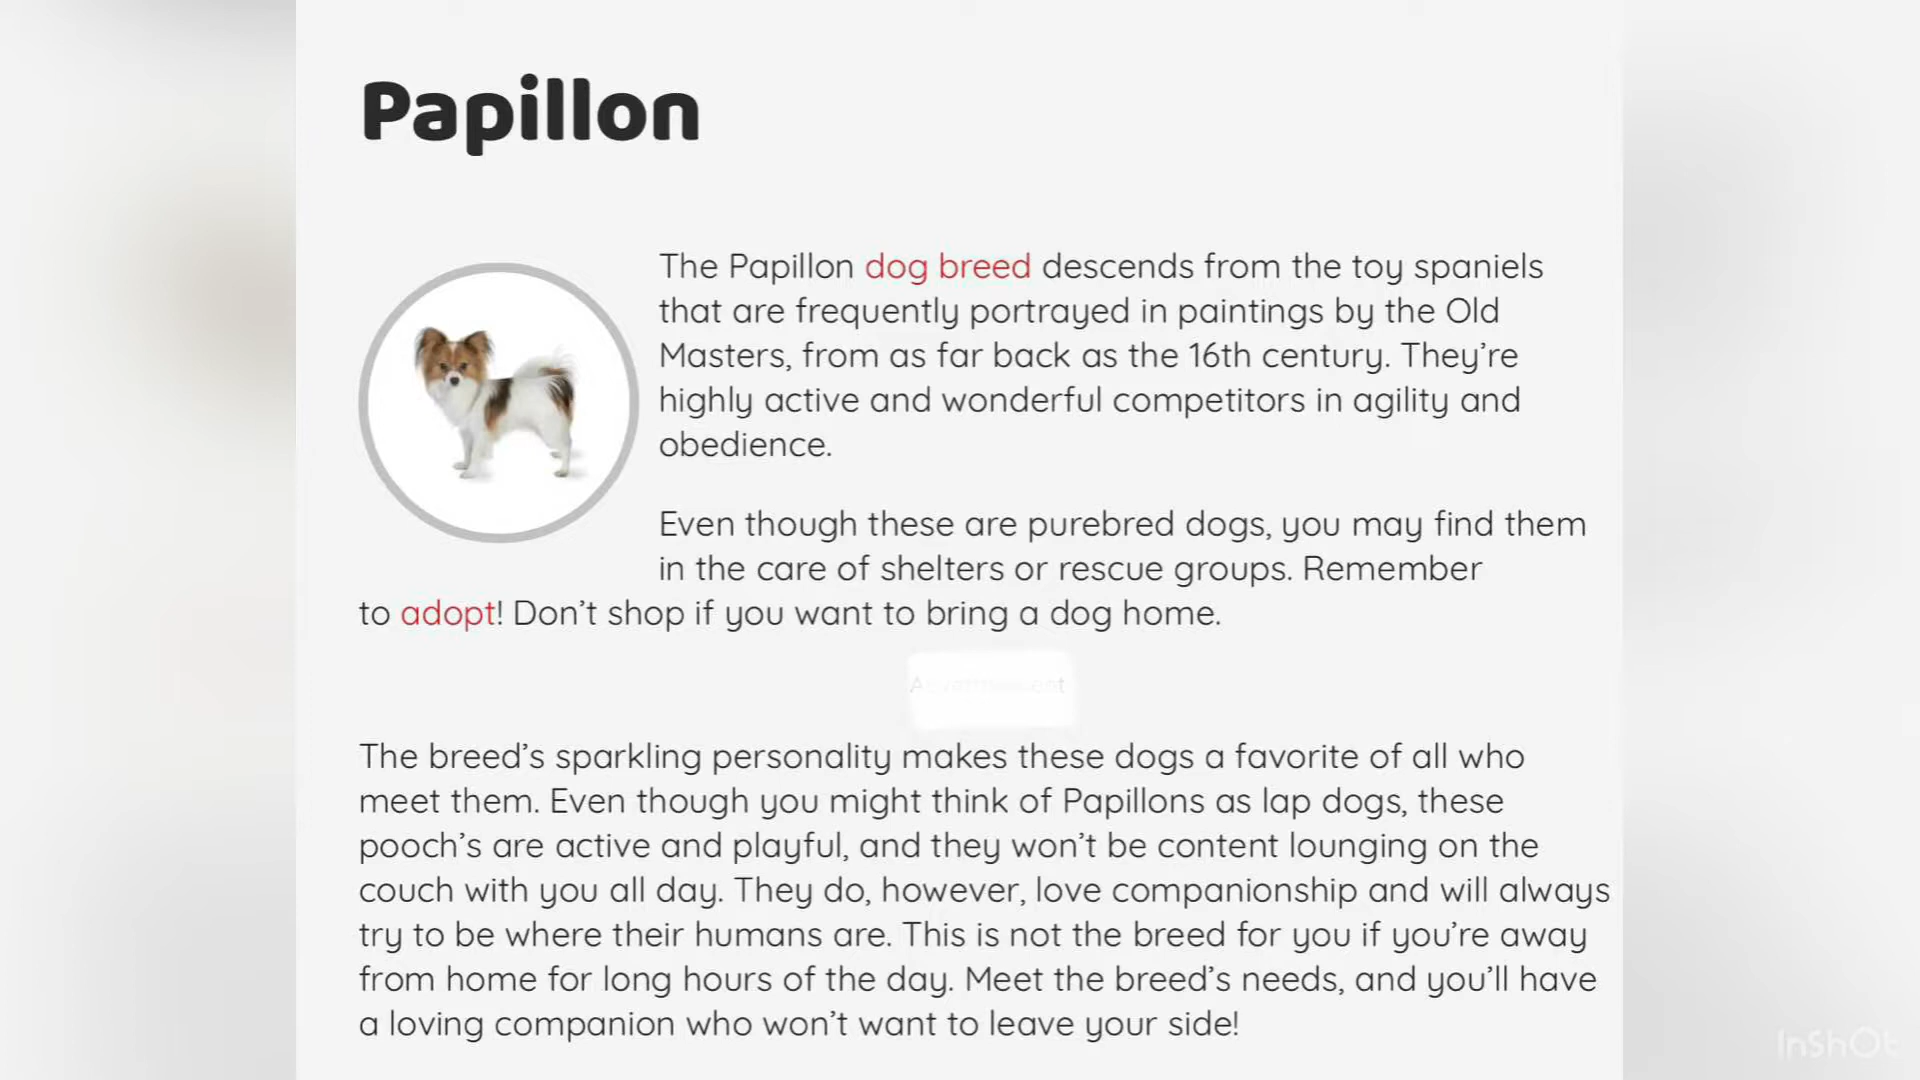 Papillon
The Papillon dog breed descends from the toy spaniels
that are frequently portrayed in paintings by the Old
Masters, from as far back as the 16th century. They’re
highly active and wonderful competitors in agility and
obedience.
Even though these are purebred dogs, you may find them
in the care of shelters or rescue groups. Remember
to adopt! Don’t shop if you want to bring a dog home.
Advertisement
The breed’s sparkling personality makes these dogs a favorite of all who
meet them. Even though you might think of Papillons as lap dogs, these
pooch’s are active and playful, and they won’t be content lounging on the
couch with you all day. They do, however, love companionship and will always
try to be where their humans are. This is not the breed for you if you’re away
from home for long hours of the day. Meet the breed’s needs, and you’ll have
a loving companion who won’t want to leave your side!
InShOt